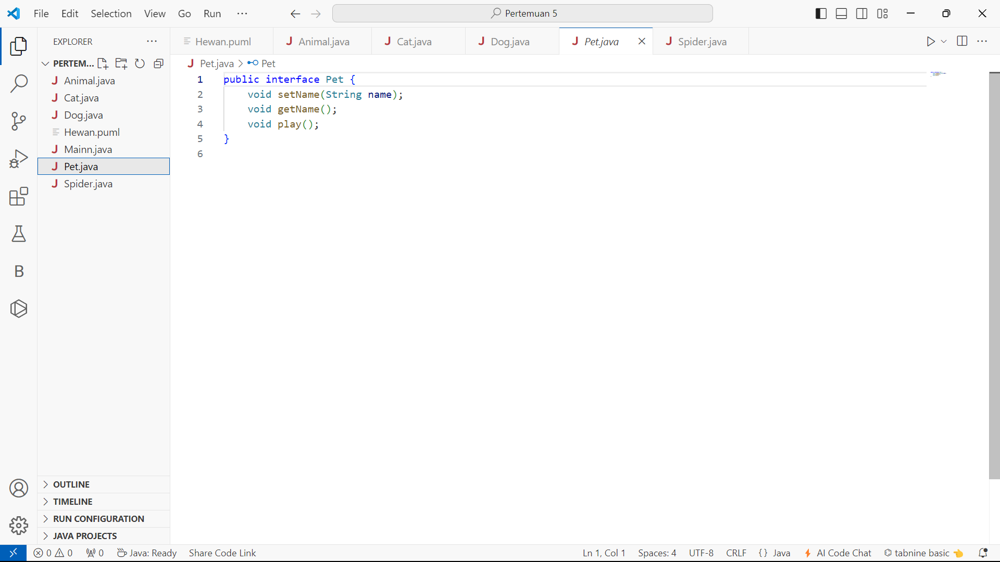 File Edit Selection View Go Run ··· Pertemuan 5
EXPLORER ···
PERTEM...
Animal.java
Cat.java
Dog.java
Hewan.puml
Mainn.java
Pet.java
Spider.java
OUTLINE
TIMELINE
RUN CONFIGURATION
JAVA PROJECTS
Hewan.puml Animal.java Cat.java Dog.java Pet.java Spider.java
Pet.java > Pet
1 public interface Pet {
2 void setName(String name);
3 void getName();
4 void play();
5 }
6
0 0 0 Java: Ready Share Code Link Ln 1, Col 1 Spaces: 4 UTF-8 CRLF {} Java AI Code Chat tabnine basic